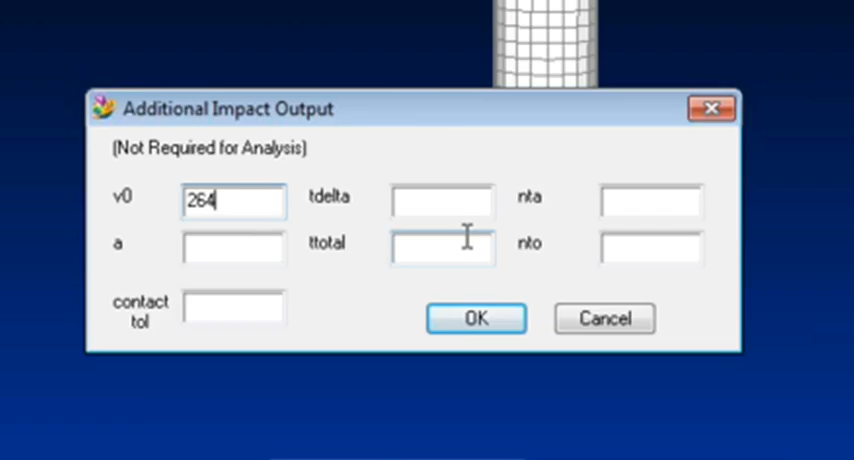 Additional Impact Output
(Not Required for Analysis)
v0 264 tdelta nta
a ttotal nto
contact
tol
OK Cancel